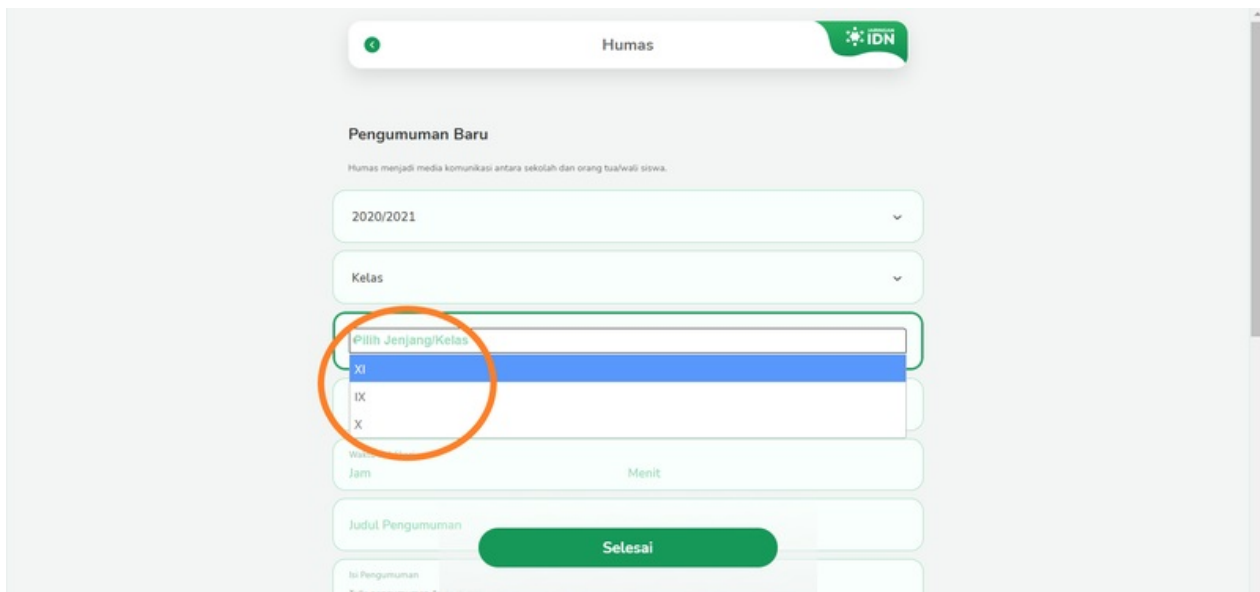 Humas
JARINGAN
IDN
Pengumuman Baru
Humas menjadi media komunikasi antara sekolah dan orang tua/wali siswa.
2020/2021
Kelas
Pilih Jenjang/Kelas
XI
IX
X
Jam Menit
Judul Pengumuman
Selesai
Isi Pengumuman